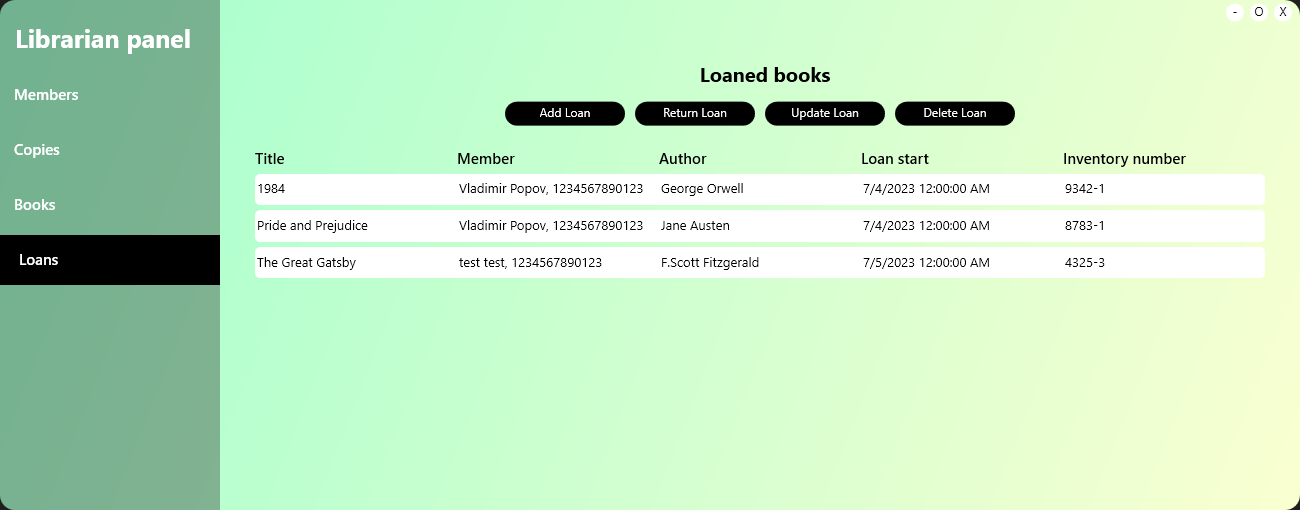 - O X
Librarian panel
Members
Copies
Books
Loans
Loaned books
Add Loan Return Loan Update Loan Delete Loan
Title Member Author Loan start Inventory number
1984 Vladimir Popov, 1234567890123 George Orwell 7/4/2023 12:00:00 AM 9342-1
Pride and Prejudice Vladimir Popov, 1234567890123 Jane Austen 7/4/2023 12:00:00 AM 8783-1
The Great Gatsby test test, 1234567890123 F.Scott Fitzgerald 7/5/2023 12:00:00 AM 4325-3